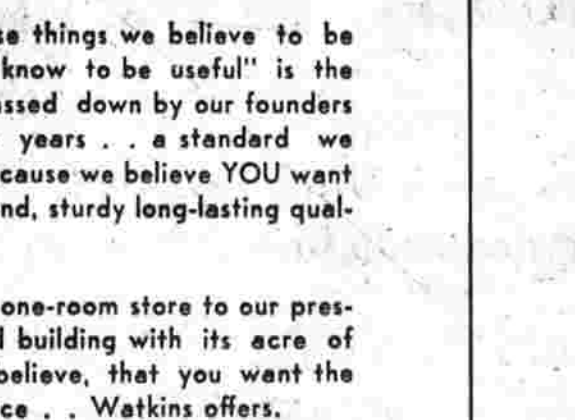 se things we believe to be
know to be useful" is the
ssed down by our founders
years . . a standard we
cause we believe YOU want
nd, sturdy long-lasting qual-
one-room store to our pres-
l building with its acre of
believe, that you want the
ce . . Watkins offers.